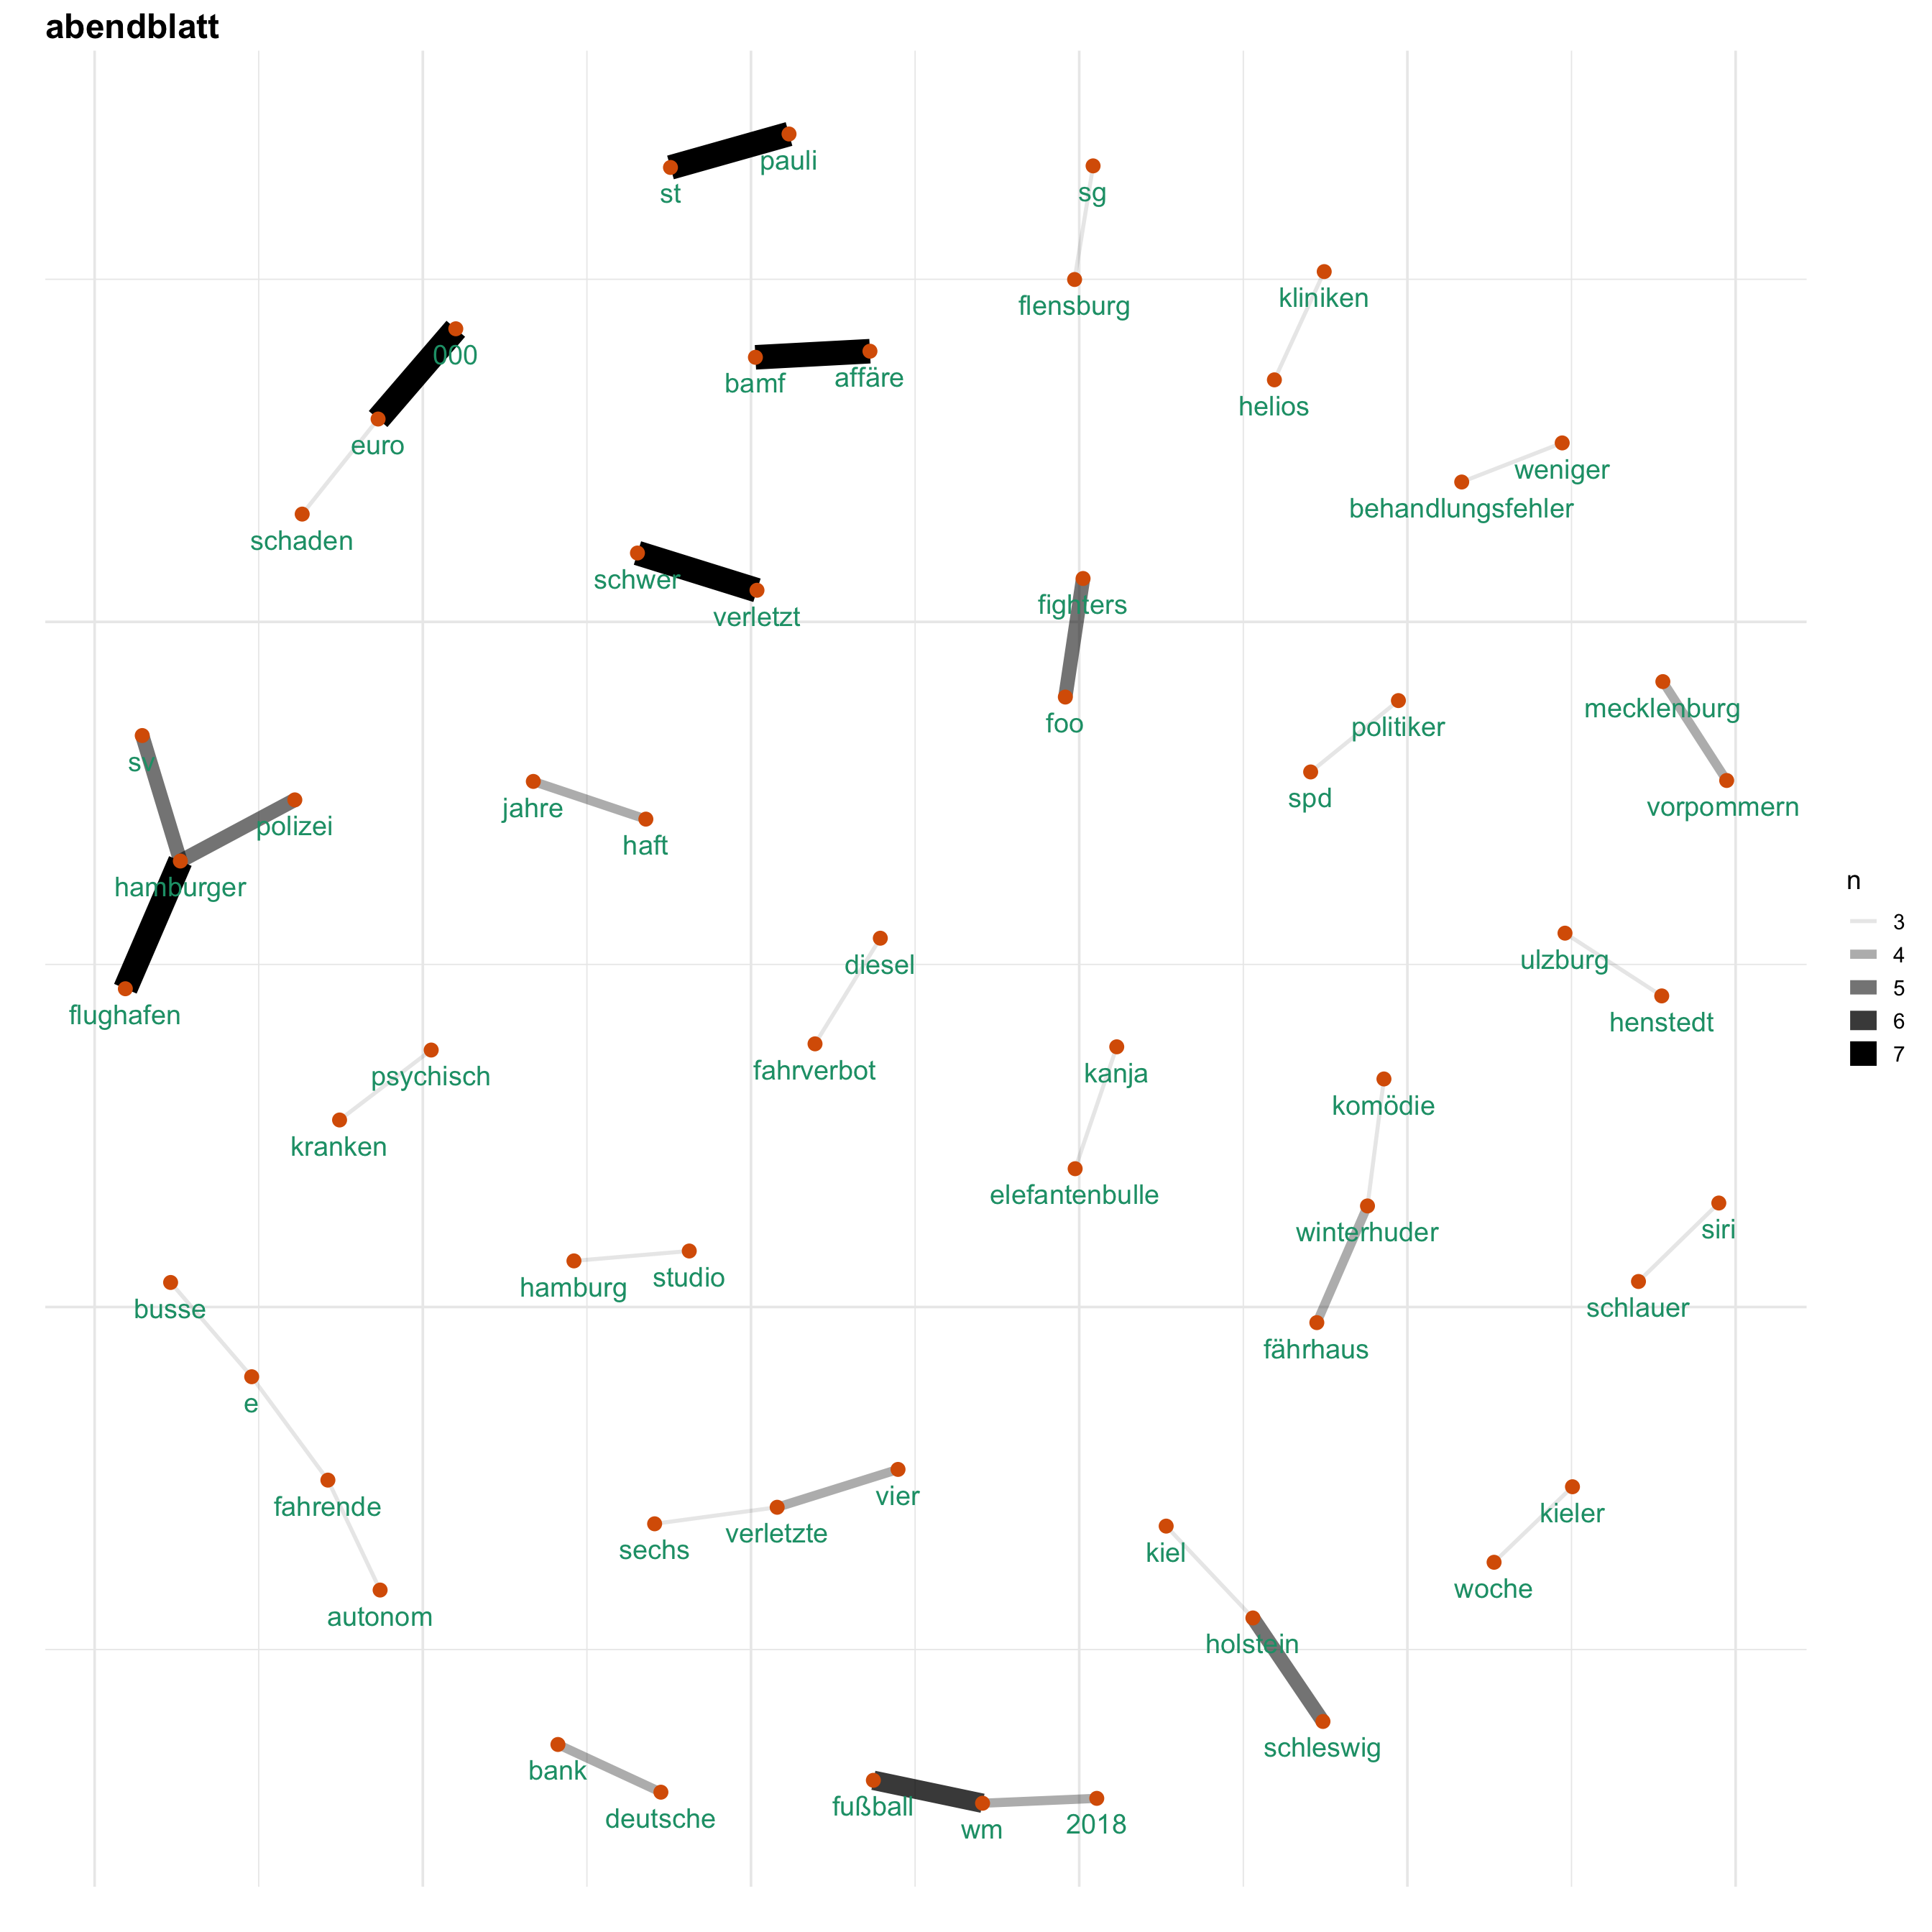 abendblatt
pauli
st
sg
flensburg
kliniken
000
bamf
affäre
helios
euro
weniger
behandlungsfehler
schaden
schwer
verletzt
fighters
foo
politiker
mecklenburg
sv
jahre
spd
vorpommern
polizei
haft
hamburger
n
3
4
5
6
7
diesel
ulzburg
flughafen
henstedt
psychisch
fahrverbot
kanja
komödie
kranken
elefantenbulle
winterhuder
siri
hamburg
studio
busse
schlauer
fährhaus
e
fahrende
vier
verletzte
sechs
kieler
kiel
woche
autonom
holstein
schleswig
bank
deutsche
fußball
wm
2018